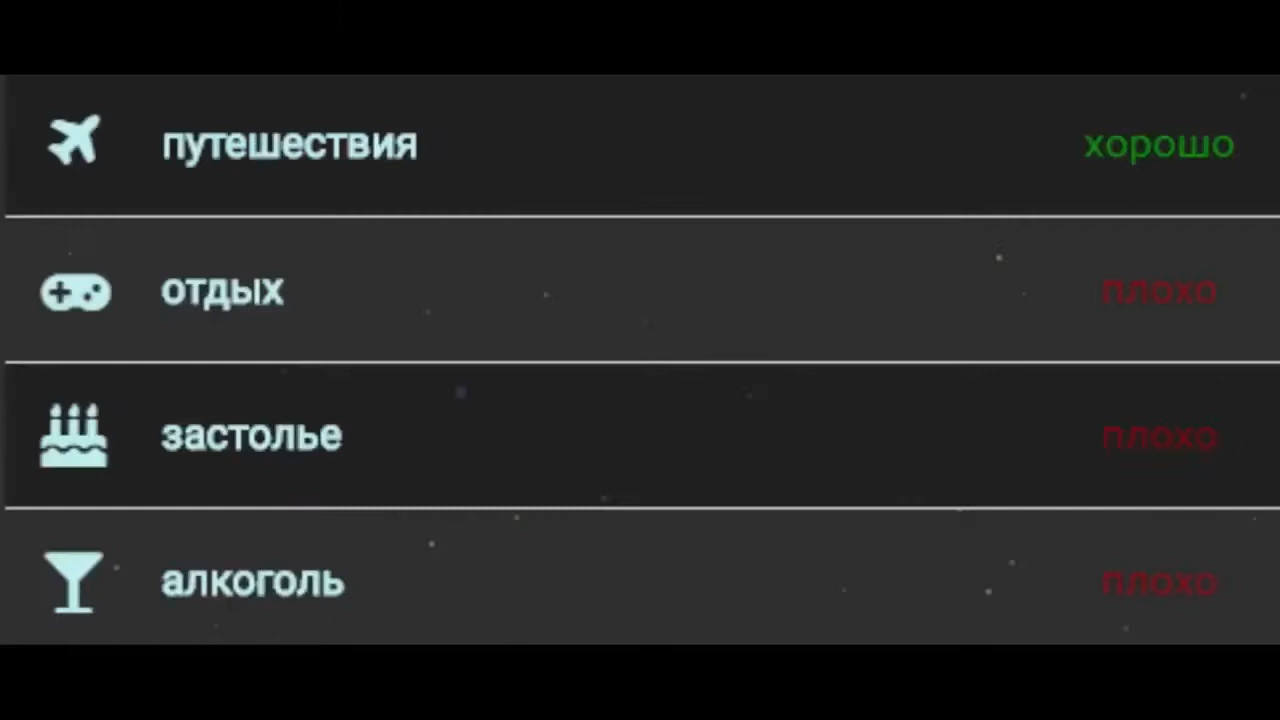 путешествия хорошо
отдых плохо
застолье плохо
алкоголь плохо